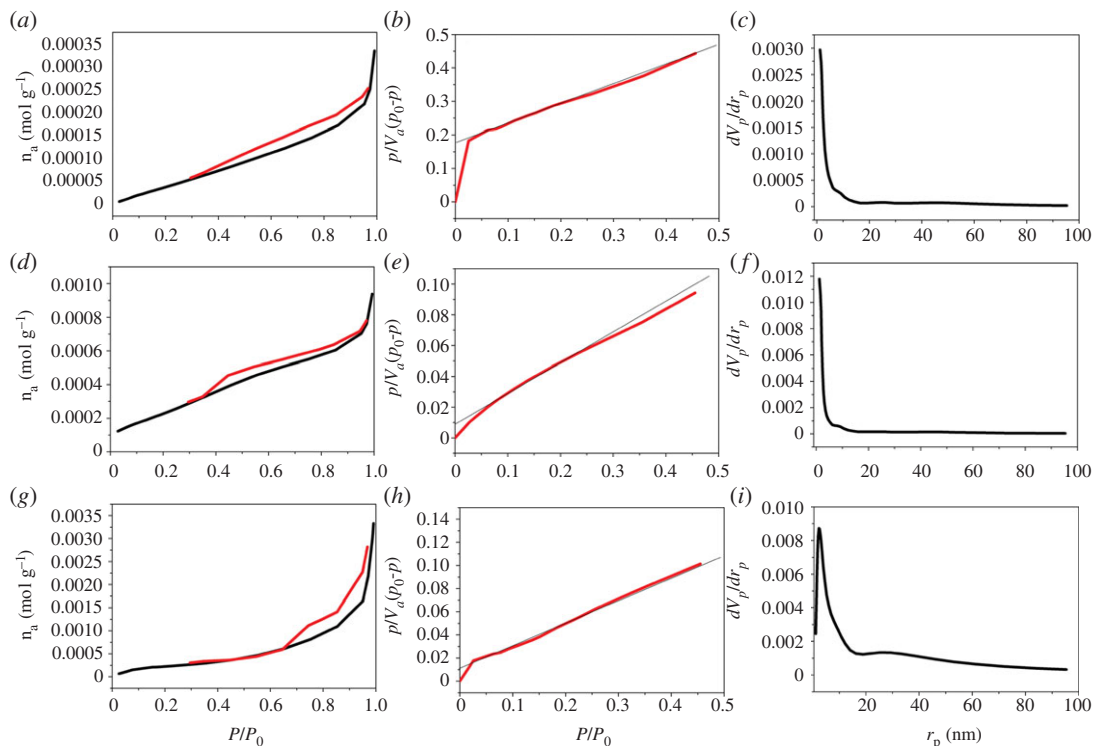 (a) (b) (c)
n_a (mol g⁻¹)
0.00035
0.00030
0.00025
0.00020
0.00015
0.00010
0.00005
0
0 0.2 0.4 0.6 0.8 1.0
p/V_a(p_0-p)
0.5
0.4
0.3
0.2
0.1
0
0 0.1 0.2 0.3 0.4 0.5
dV_p/dr_p
0.0030
0.0025
0.0020
0.0015
0.0010
0.0005
0
0 20 40 60 80 100
(d) (e) (f)
n_a (mol g⁻¹)
0.0010
0.0008
0.0006
0.0004
0.0002
0
0 0.2 0.4 0.6 0.8 1.0
p/V_a(p_0-p)
0.10
0.08
0.06
0.04
0.02
0
0 0.1 0.2 0.3 0.4 0.5
dV_p/dr_p
0.012
0.010
0.008
0.006
0.004
0.002
0
0 20 40 60 80 100
(g) (h) (i)
n_a (mol g⁻¹)
0.0035
0.0030
0.0025
0.0020
0.0015
0.0010
0.0005
0
0 0.2 0.4 0.6 0.8 1.0
P/P_0
p/V_a(p_0-p)
0.14
0.12
0.10
0.08
0.06
0.04
0.02
0
0 0.1 0.2 0.3 0.4 0.5
P/P_0
dV_p/dr_p
0.010
0.008
0.006
0.004
0.002
0
20 40 60 80 100
r_p (nm)